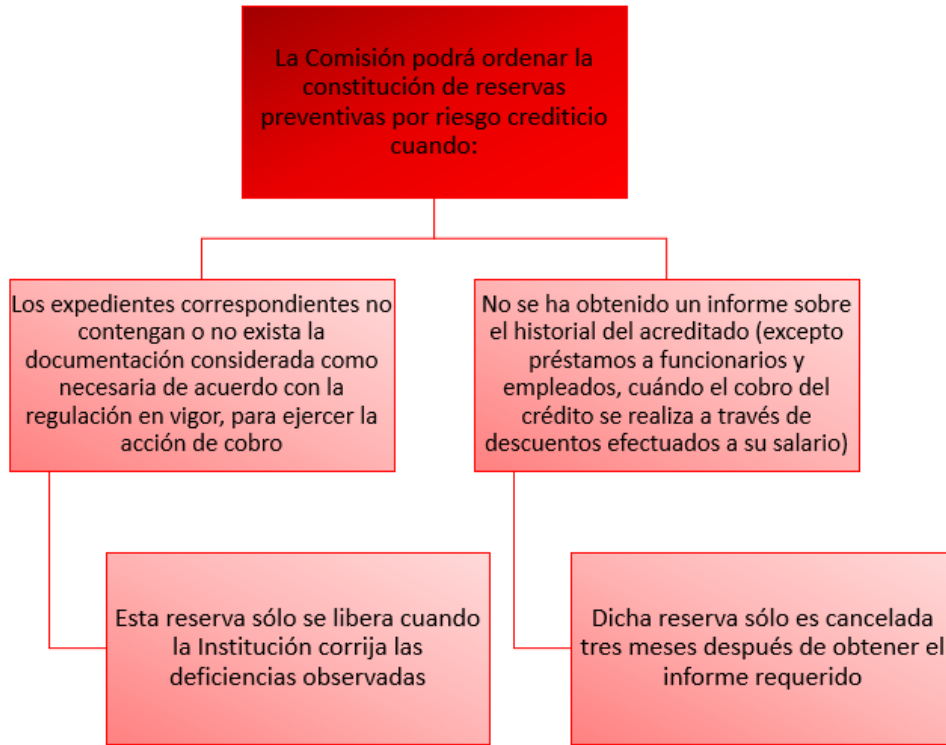 La Comisión podrá ordenar la
constitución de reservas
preventivas por riesgo crediticio
cuando:
Los expedientes correspondientes no
contengan o no exista la
documentación considerada como
necesaria de acuerdo con la
regulación en vigor, para ejercer la
acción de cobro
No se ha obtenido un informe sobre
el historial del acreditado (excepto
préstamos a funcionarios y
empleados, cuándo el cobro del
crédito se realiza a través de
descuentos efectuados a su salario)
Esta reserva sólo se libera cuando
la Institución corrija las
deficiencias observadas
Dicha reserva sólo es cancelada
tres meses después de obtener el
informe requerido